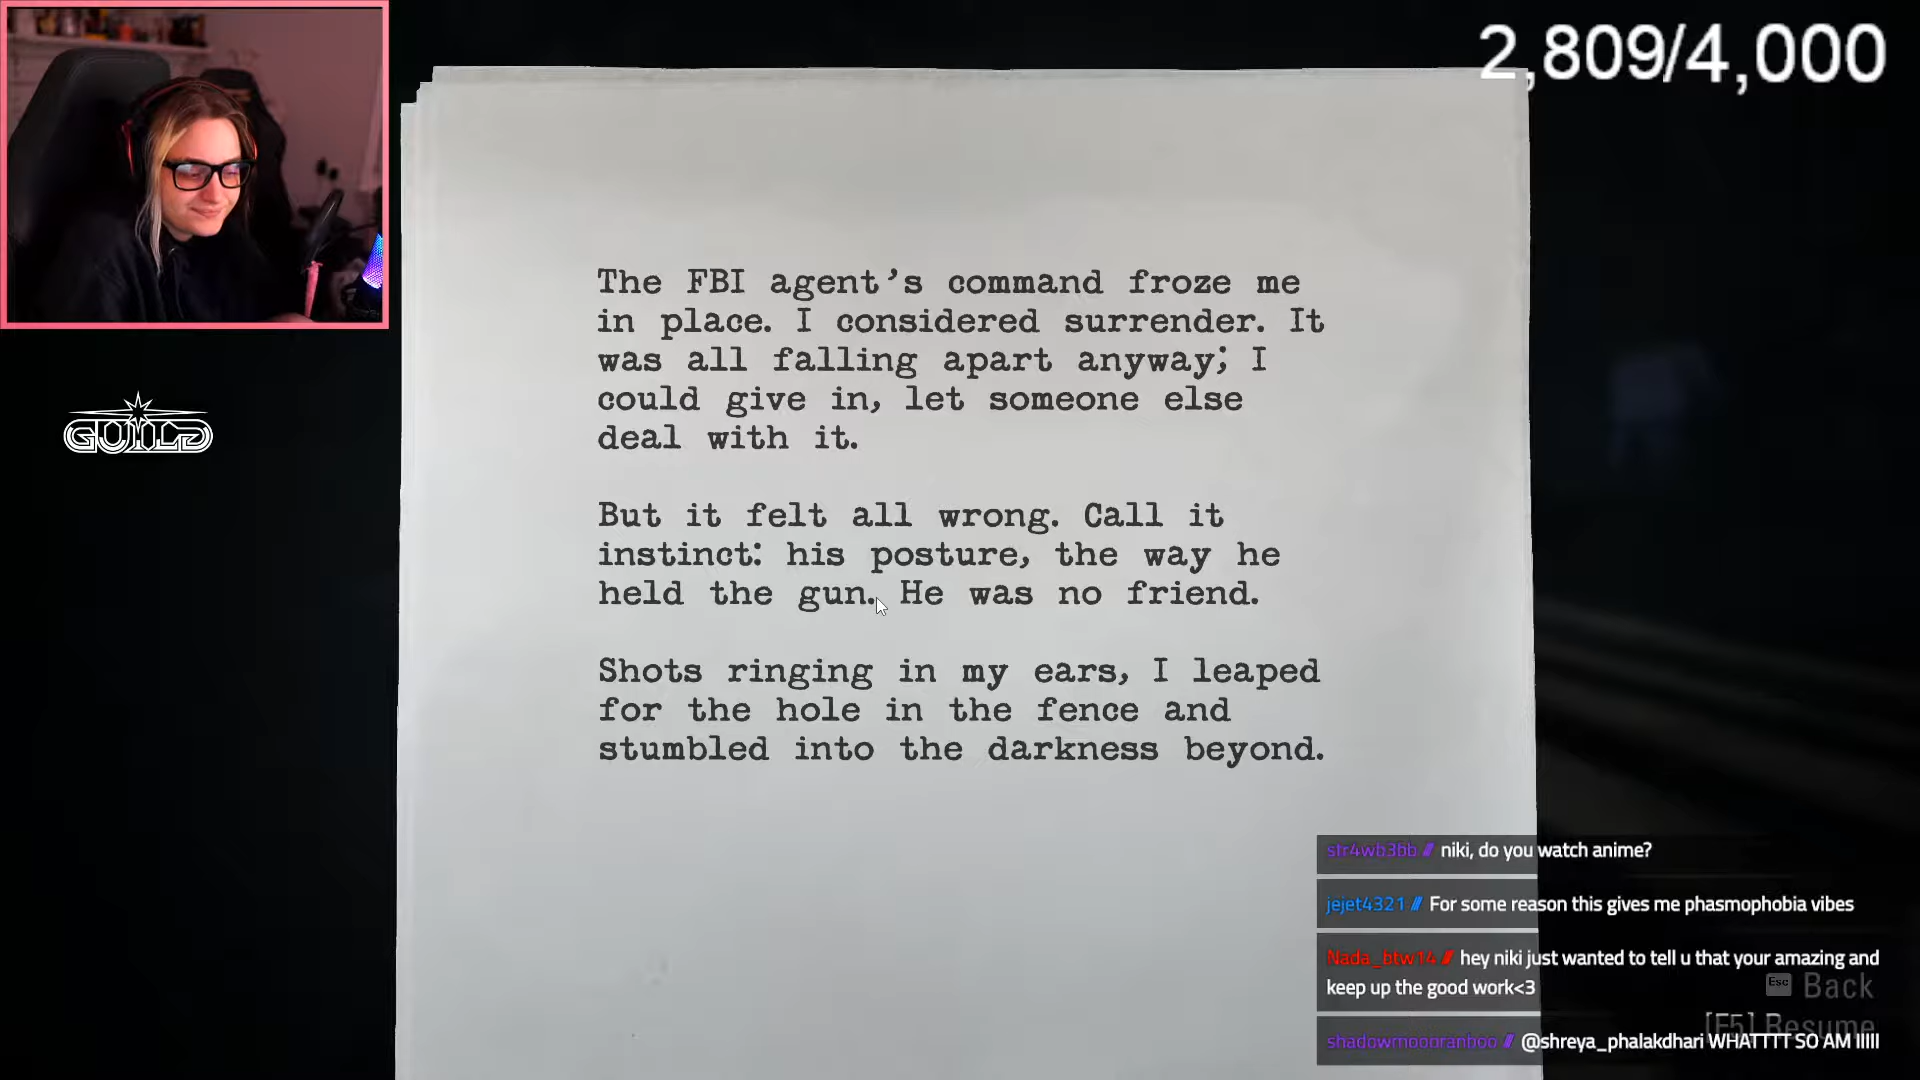 2,809/4,000
The FBI agent's command froze me
in place. I considered surrender. It
was all falling apart anyway; I
could give in, let someone else
deal with it.
But it felt all wrong. Call it
instinct: his posture, the way he
held the gun. He was no friend.
Shots ringing in my ears, I leaped
for the hole in the fence and
stumbled into the darkness beyond.
GUILD
str4wb3bb // niki, do you watch anime?
jejet4321 // For some reason this gives me phasmophobia vibes
Nada_btw14 // hey niki just wanted to tell u that your amazing and
keep up the good work<3
Esc Back
[F5] Resume
shadowmoooranboo // @shreya_phalakdhari WHATTTT SO AM IIIII